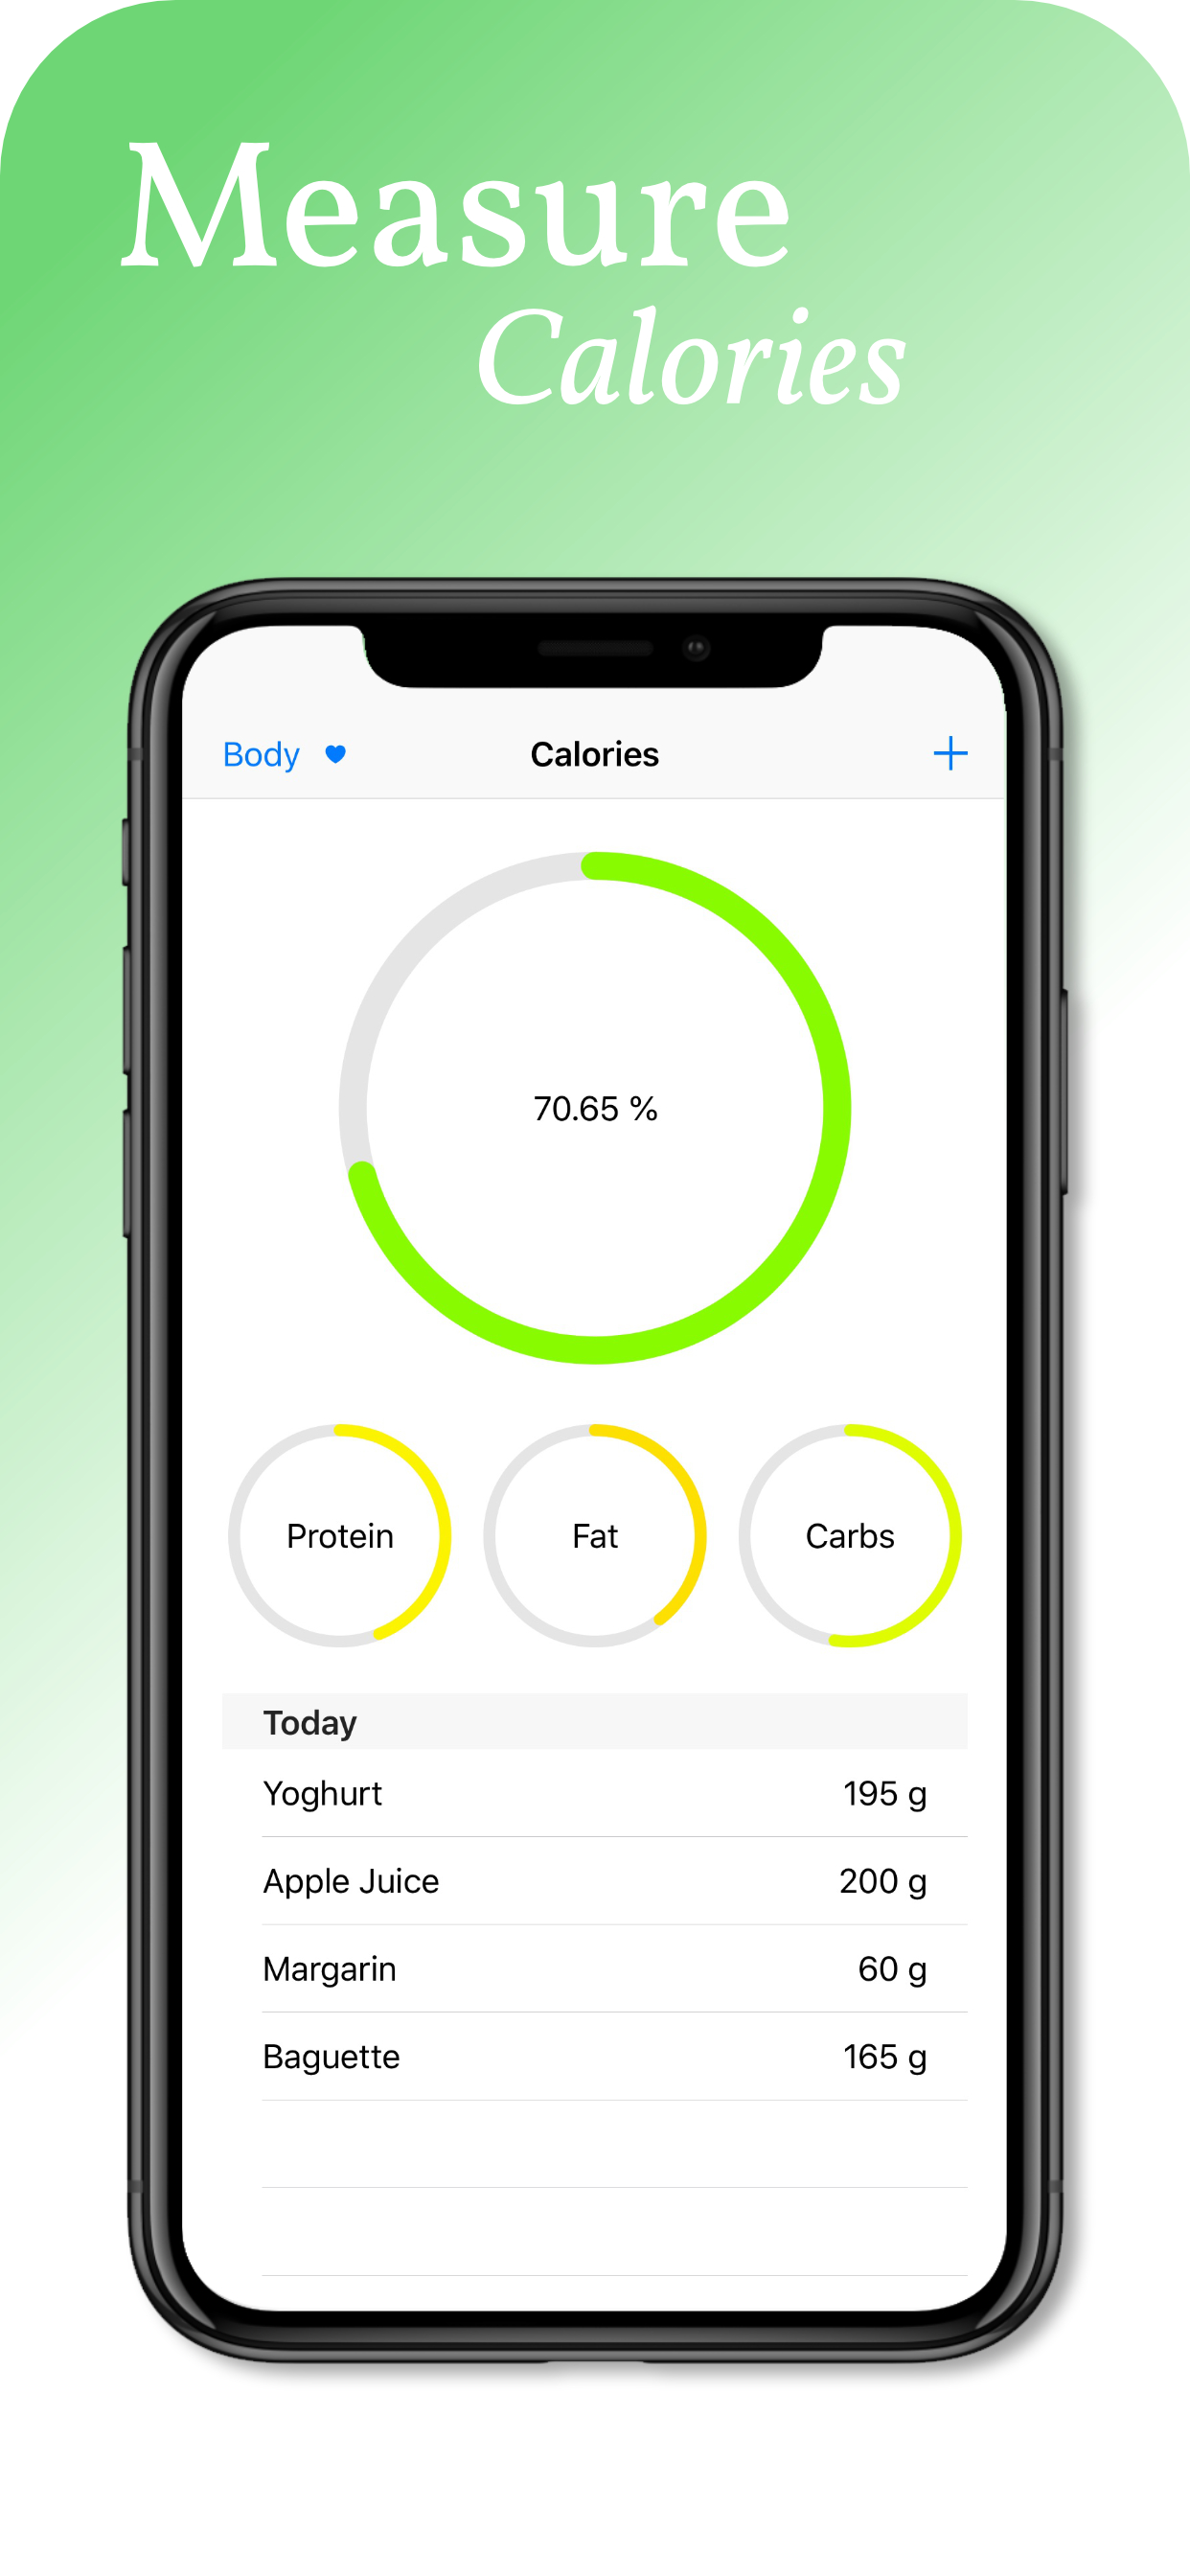 Measure
Calories
Body
Calories
70.65 %
Protein
Fat
Carbs
Today
Yoghurt 195 g
Apple Juice 200 g
Margarin 60 g
Baguette 165 g